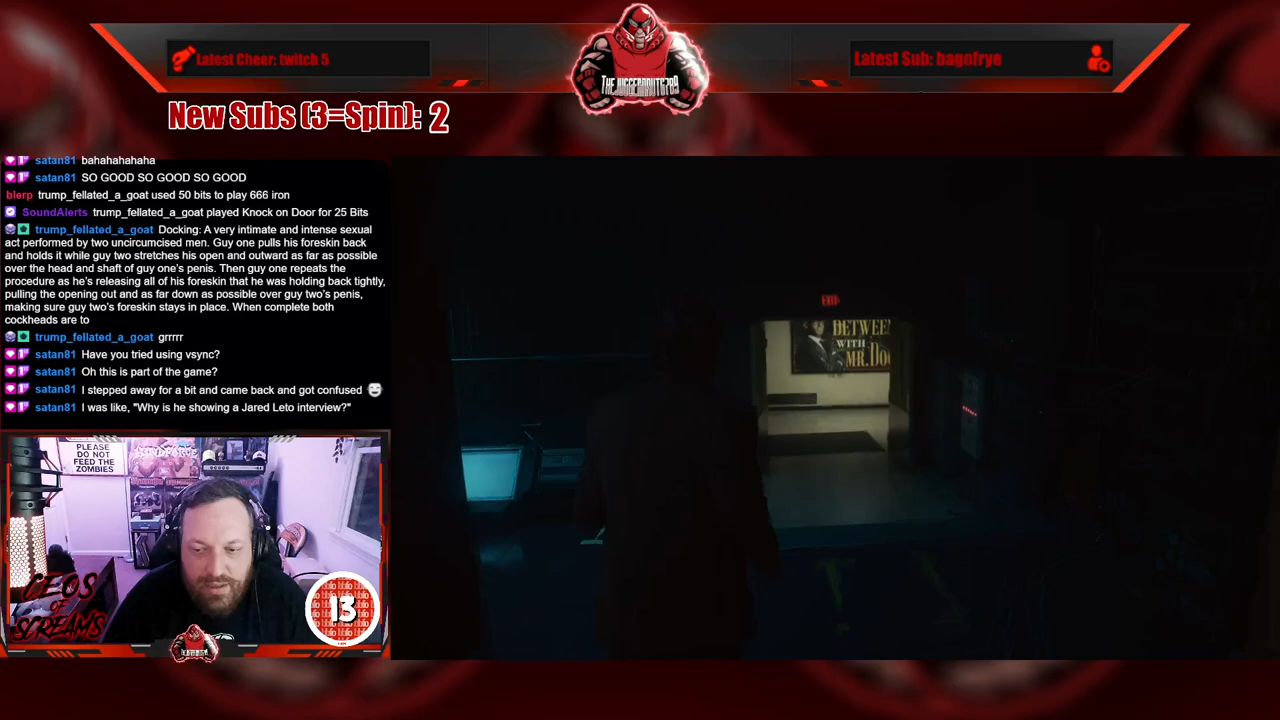 Latest Cheer: twitch 5
THEJUGGERNAUT6789
Latest Sub: bagofrye
New Subs (3=Spin): 2
satan81 bahahahahaha
satan81 SO GOOD SO GOOD SO GOOD
blerp trump_fellated_a_goat used 50 bits to play 666 iron
SoundAlerts trump_fellated_a_goat played Knock on Door for 25 Bits
trump_fellated_a_goat Docking: A very intimate and intense sexual
act performed by two uncircumcised men. Guy one pulls his foreskin back
and holds it while guy two stretches his open and outward as far as possible
over the head and shaft of guy one's penis. Then guy one repeats the
procedure as he's releasing all of his foreskin that he was holding back tightly,
pulling the opening out and as far down as possible over guy two's penis,
making sure guy two's foreskin stays in place. When complete both
cockheads are to
trump_fellated_a_goat grrrrr
satan81 Have you tried using vsync?
satan81 Oh this is part of the game?
satan81 I stepped away for a bit and came back and got confused
satan81 I was like, "Why is he showing a Jared Leto interview?"
EXIT
BETWEEN
WITH
MR. DOO
PLEASE
DO NOT
FEED THE
ZOMBIES
CEOS
OF
SCREAMS
13